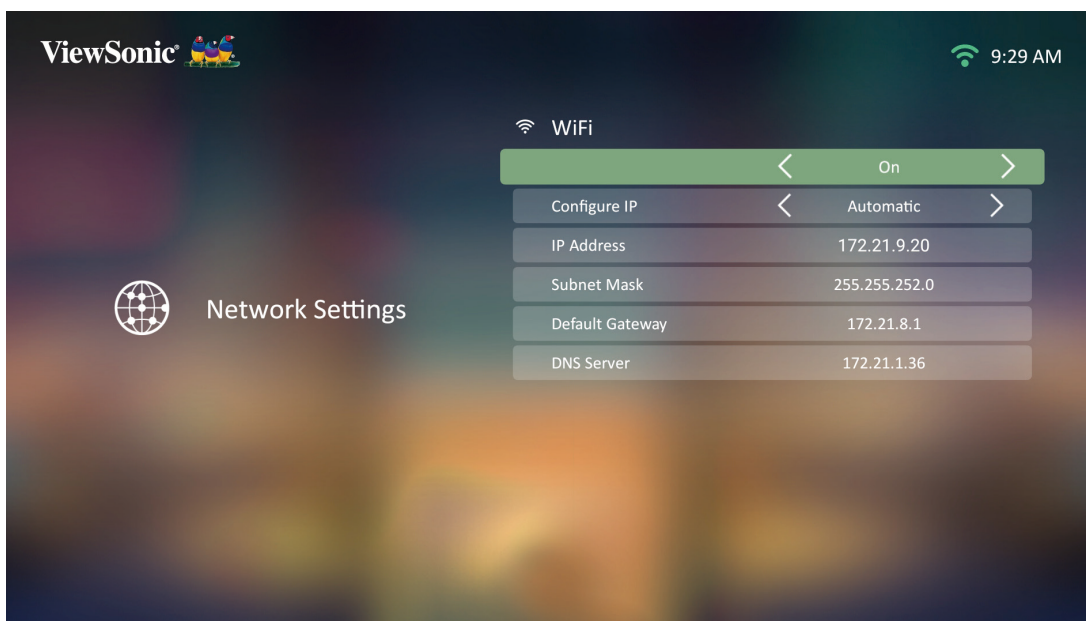 ViewSonic®
9:29 AM
WiFi
On
Configure IP Automatic
IP Address 172.21.9.20
Subnet Mask 255.255.252.0
Network Settings
Default Gateway 172.21.8.1
DNS Server 172.21.1.36